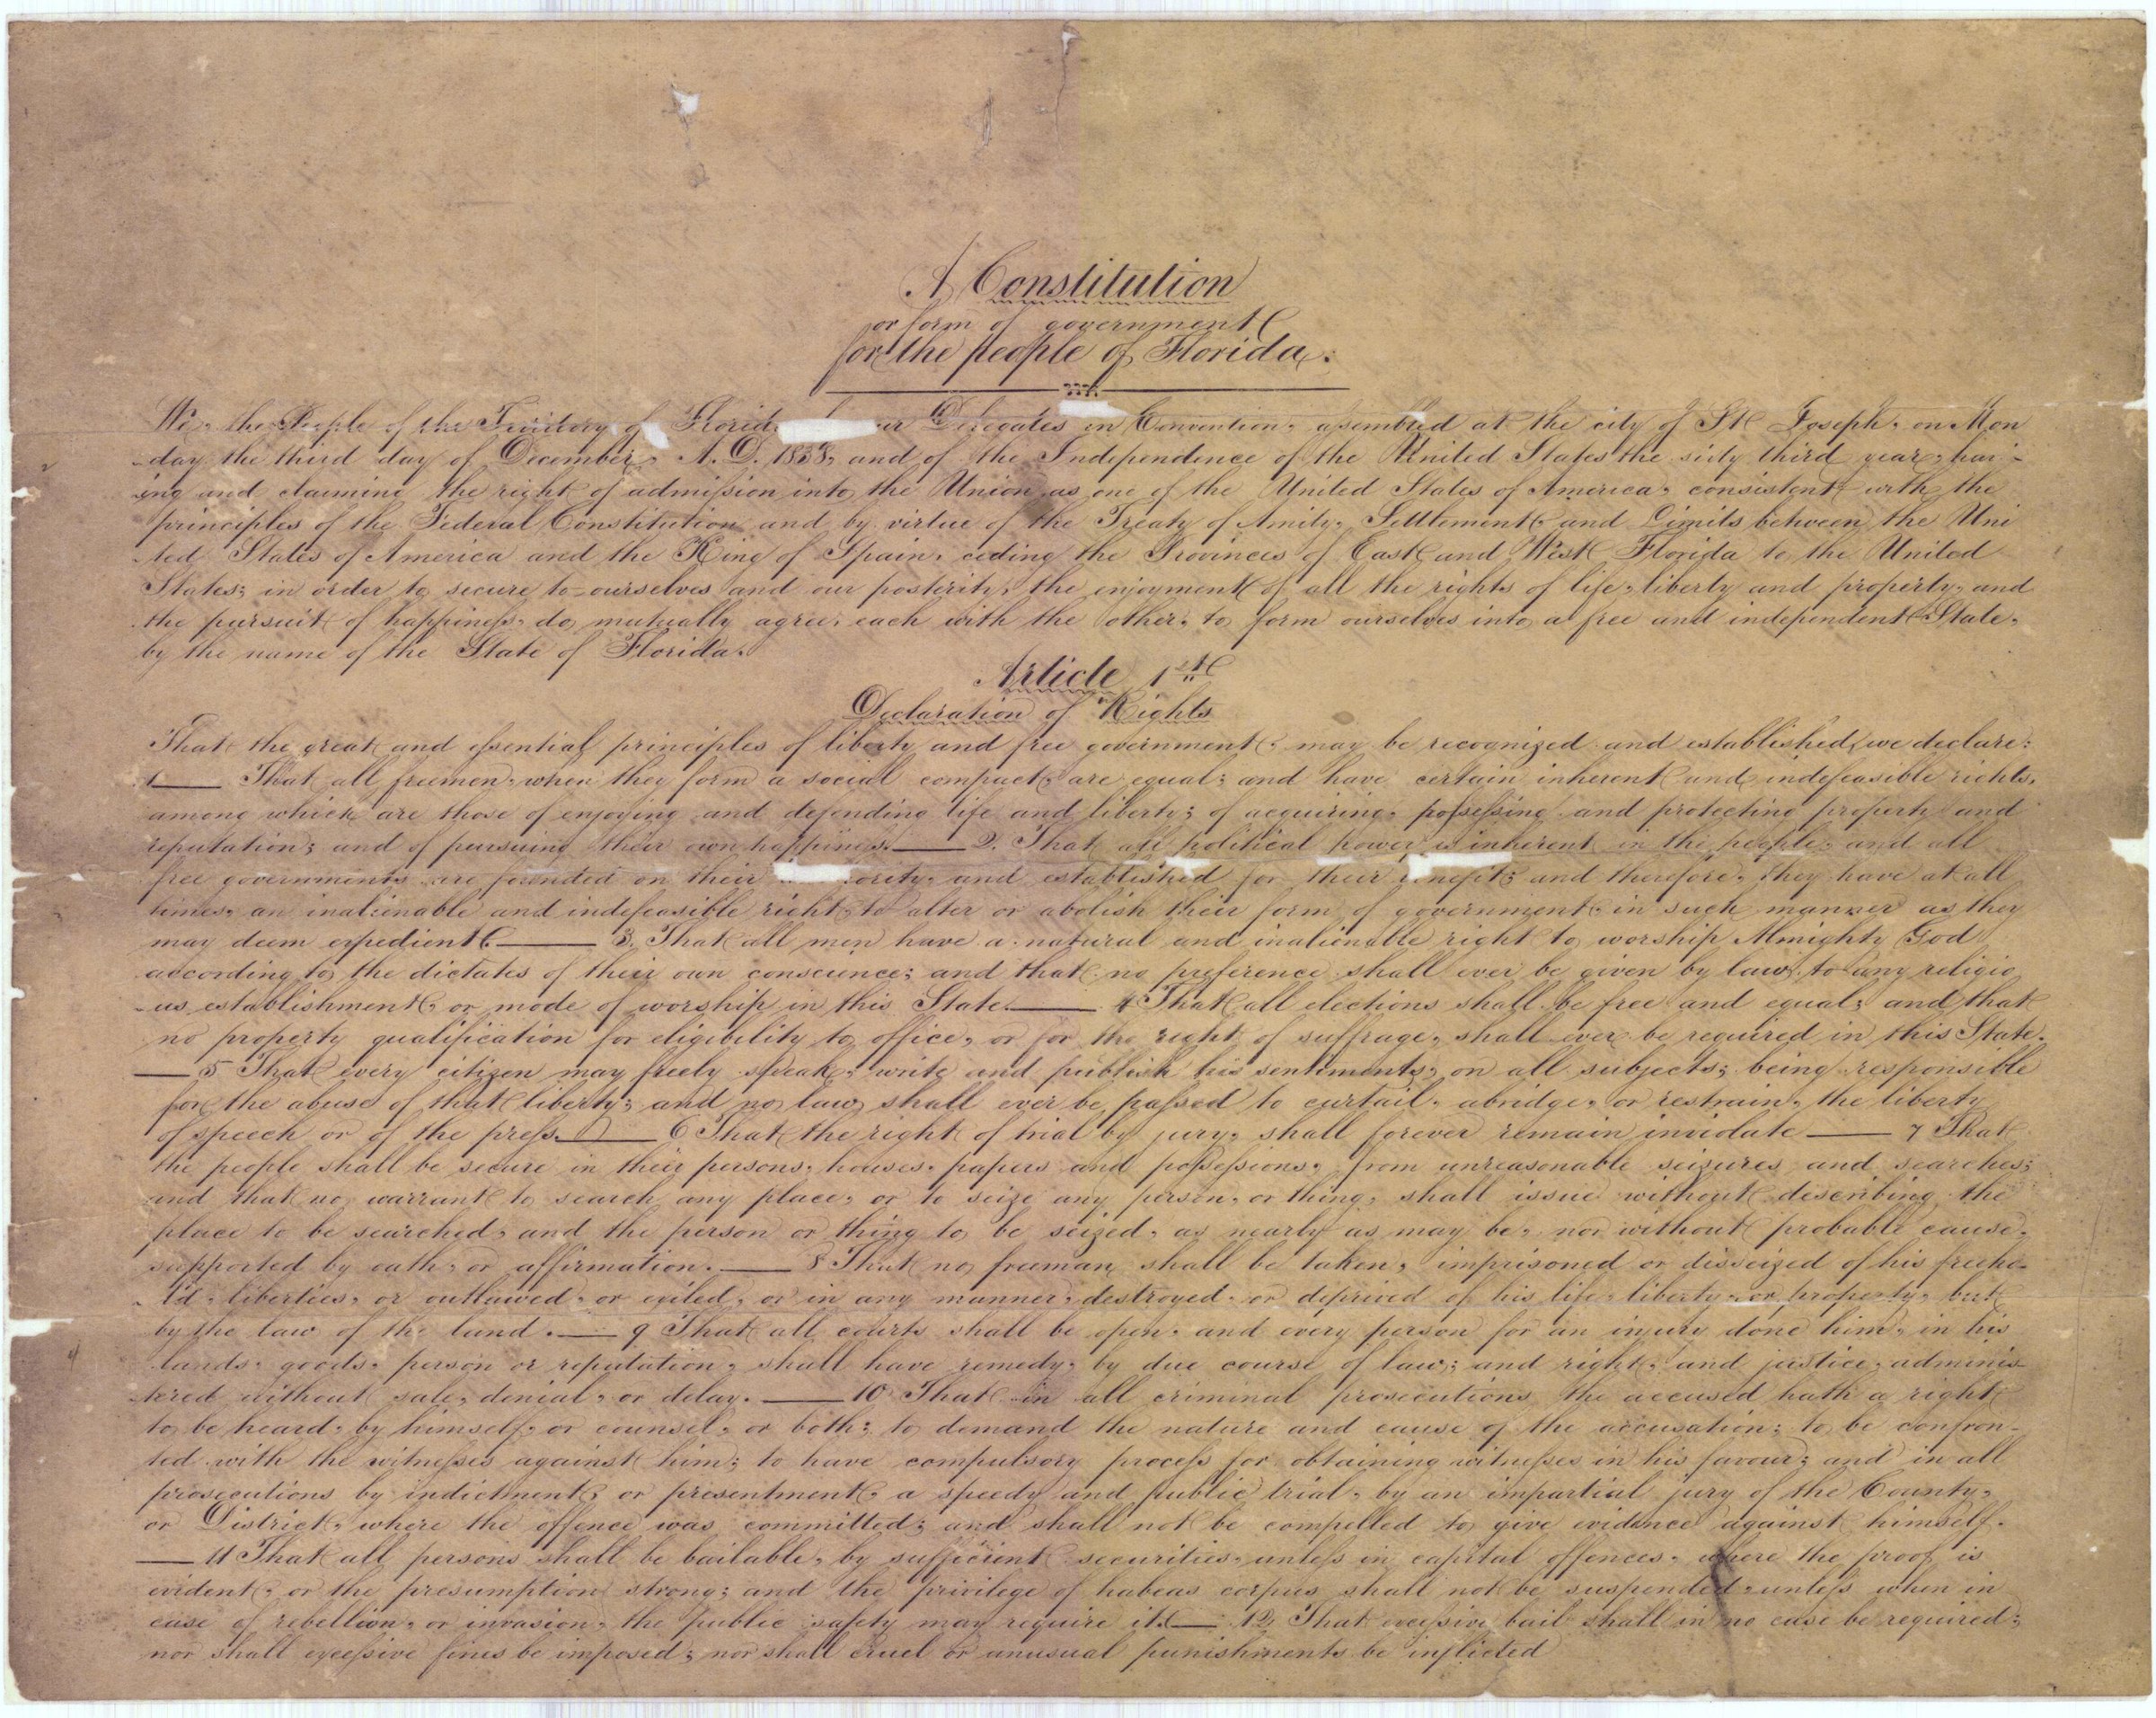 A Constitution
or form of government
for the people of Florida.
We, the People of the Territory of Florid ur Delegates in Convention, assembled at the city of St Joseph, on Mon
-day the third day of December, A. D. 1838, and of the Independence of the United States the sixty third year, hav-
ing and claiming the right of admission into the Union, as one of the United States of America, consistent with the
principles of the Federal Constitution and by virtue of the Treaty of Amity, Settlement, and Limits between the Uni
-ted States of America and the King of Spain, ceding the Provinces of East and West Florida to the United
States; in order to secure to ourselves and our posterity, the enjoyment of all the rights of life, liberty and property, and
the pursuit of happiness, do, mutually agree, each with the other, to form ourselves into a free and independent State,
by the name of the State of Florida.
Article 1st
Declaration of Rights
That the great and essential principles of liberty and free government, may be recognized and established, we declare:
1 — That all freemen, when they form a social compact, are equal; and have certain inherent and indefeasible rights,
among which are those of enjoying and defending life and liberty; of acquiring, possessing and protecting property and
reputation; and of pursuing their own happiness. — 2. That all political power is inherent in the people, and all
free governments are founded on their ority, and established for their enefit; and therefore, they have at all
times, an inalienable and indefeasible right, to alter or abolish their form of government, in such manner as they
may deem expedient. — 3. That all men have a natural and inalienable right to worship Almighty God
according to the dictates of their own conscience; and that no preference shall ever be given by law, to any religio
-us establishment, or mode of worship in this State. — 4 That all elections shall be free and equal; and that
no property qualification for eligibility to office, or for the right of suffrage, shall ever be required in this State.
— 5 That every citizen may freely speak, write and publish his sentiments, on all subjects; being responsible
for the abuse of that liberty; and no law, shall ever be passed to curtail, abridge, or restrain, the liberty
of speech or of the press. — 6 That the right of trial by jury, shall forever remain inviolate — 7 That
the people shall be secure in their persons, houses, papers and possessions, from unreasonable seizures and searches;
and that no warrant to search any place, or to seize any person, or thing, shall issue without describing the
place to be searched, and the person or thing to be seized, as nearly as may be, nor without probable cause,
supported by oath, or affirmation. — 8 That no freeman shall be taken, imprisoned or disseized of his freeho-
-ld, liberties, or outlawed, or exiled, or in any manner, destroyed, or deprived of his life, liberty, or property, but
by the law of the land. — 9 That all courts shall be open, and every person for an injury done him, in his
lands, goods, person or reputation, shall have remedy, by due course of law; and right, and justice, adminis-
tered without sale, denial, or delay. — 10 That in all criminal prosecutions the accused hath a right
to be heard, by himself, or counsel, or both; to demand the nature and cause of the accusation; to be confron-
ted with the witnesses against him; to have compulsory process for obtaining witnesses in his favour; and in all
prosecutions by indictment, or presentment, a speedy and public trial, by an impartial jury of the County,
or District, where the offence was committed; and shall not be compelled to give evidence against himself.
— 11 That all persons shall be bailable, by sufficient securities, unless in capital offences, where the proof is
evident, or the presumption strong; and the privilege of habeas corpus shall not be suspended, unless when in
case of rebellion, or invasion, the public safety may require it. — 12 That excessive bail shall in no case be required;
nor shall excessive fines be imposed; nor shall cruel or unusual punishments be inflicted